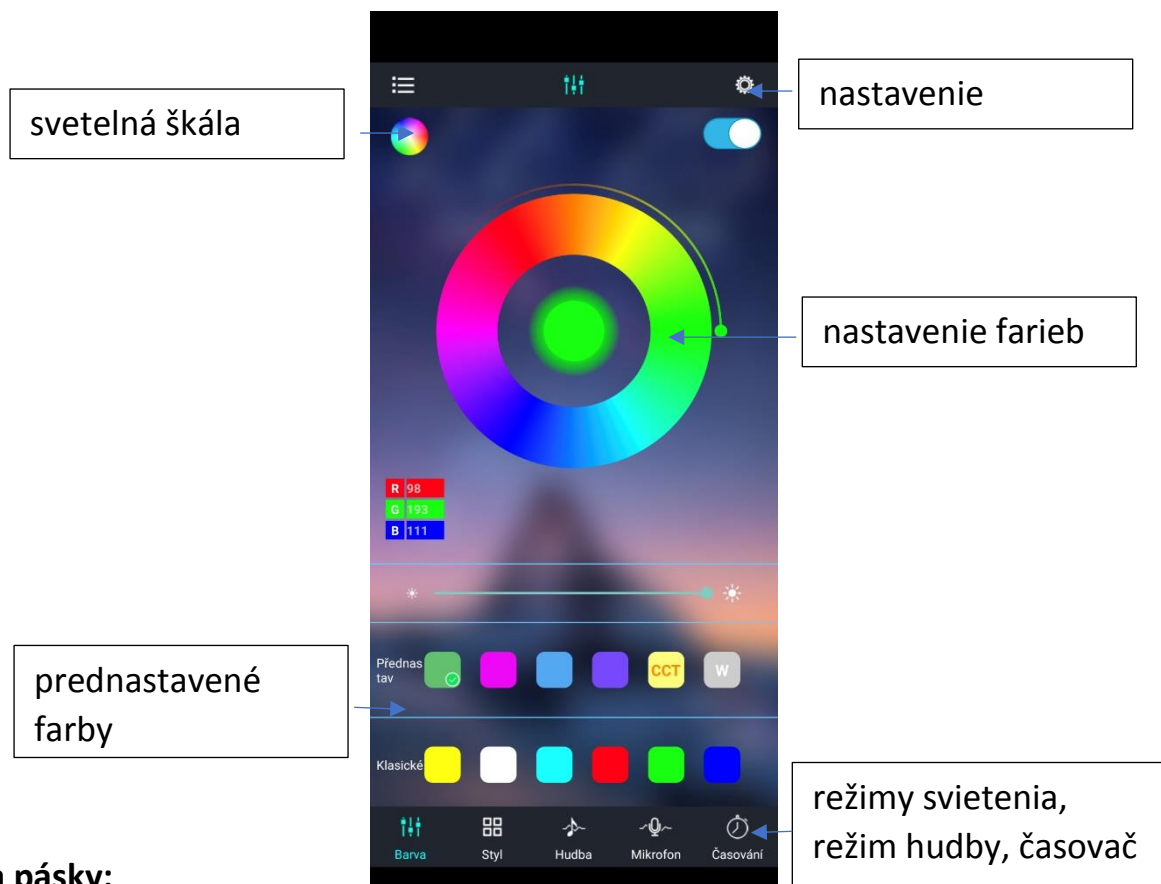 nastavenie
svetelná škála
nastavenie farieb
R 98
G 193
B 111
Přednas
tav
CCT
W
prednastavené
farby
Klasické
režimy svietenia,
režim hudby, časovač
Barva
Styl
Hudba
Mikrofon
Časování
pásky: